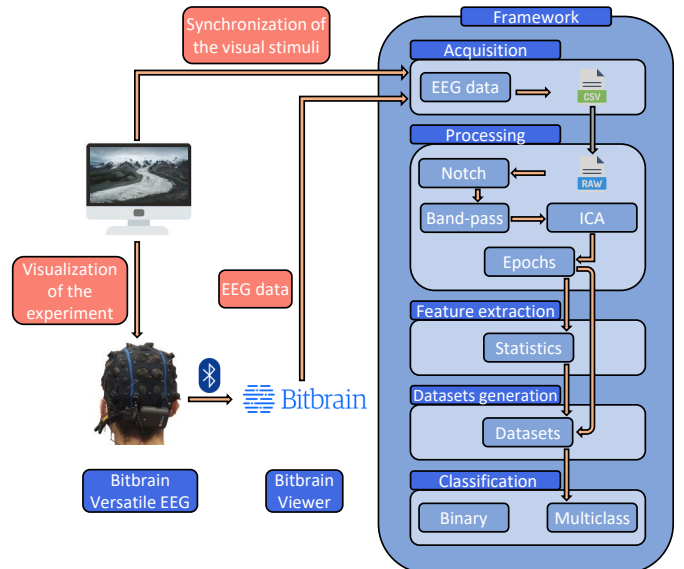 Synchronization of
the visual stimuli
Framework
Acquisition
EEG data
CSV
Processing
Notch
RAW
Band-pass
ICA
Epochs
Visualization
of the
experiment
EEG data
Feature extraction
Statistics
Bitbrain
Datasets generation
Datasets
Bitbrain
Versatile EEG
Bitbrain
Viewer
Classification
Binary
Multiclass